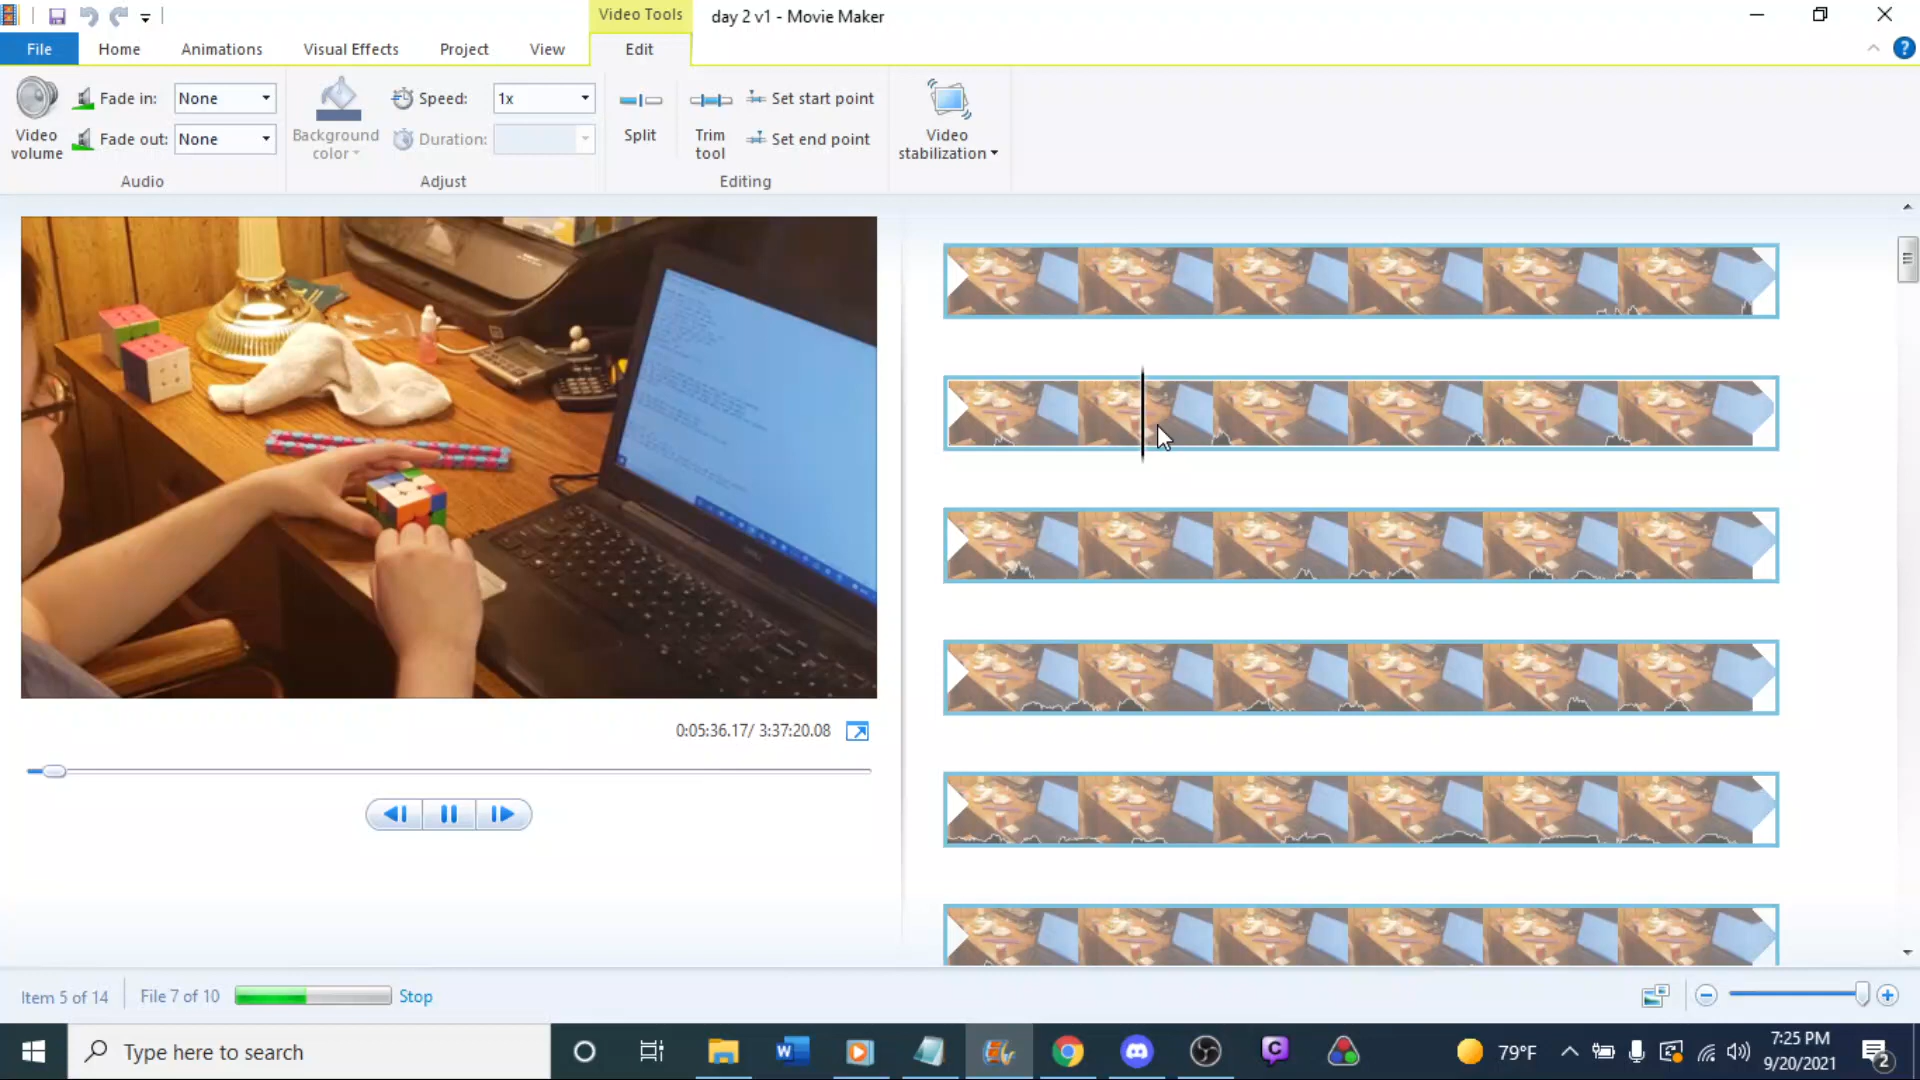 Video Tools
day 2 v1 - Movie Maker
File
Home
Animations
Visual Effects
Project
View
Edit
Video volume
Fade in:
None
Fade out:
None
Audio
Background color
Speed:
1x
Duration:
Adjust
Split
Trim tool
Set start point
Set end point
Editing
Video stabilization
0:05:36.17/ 3:37:20.08
Item 5 of 14
File 7 of 10
Stop
Type here to search
79°F
7:25 PM
9/20/2021
2